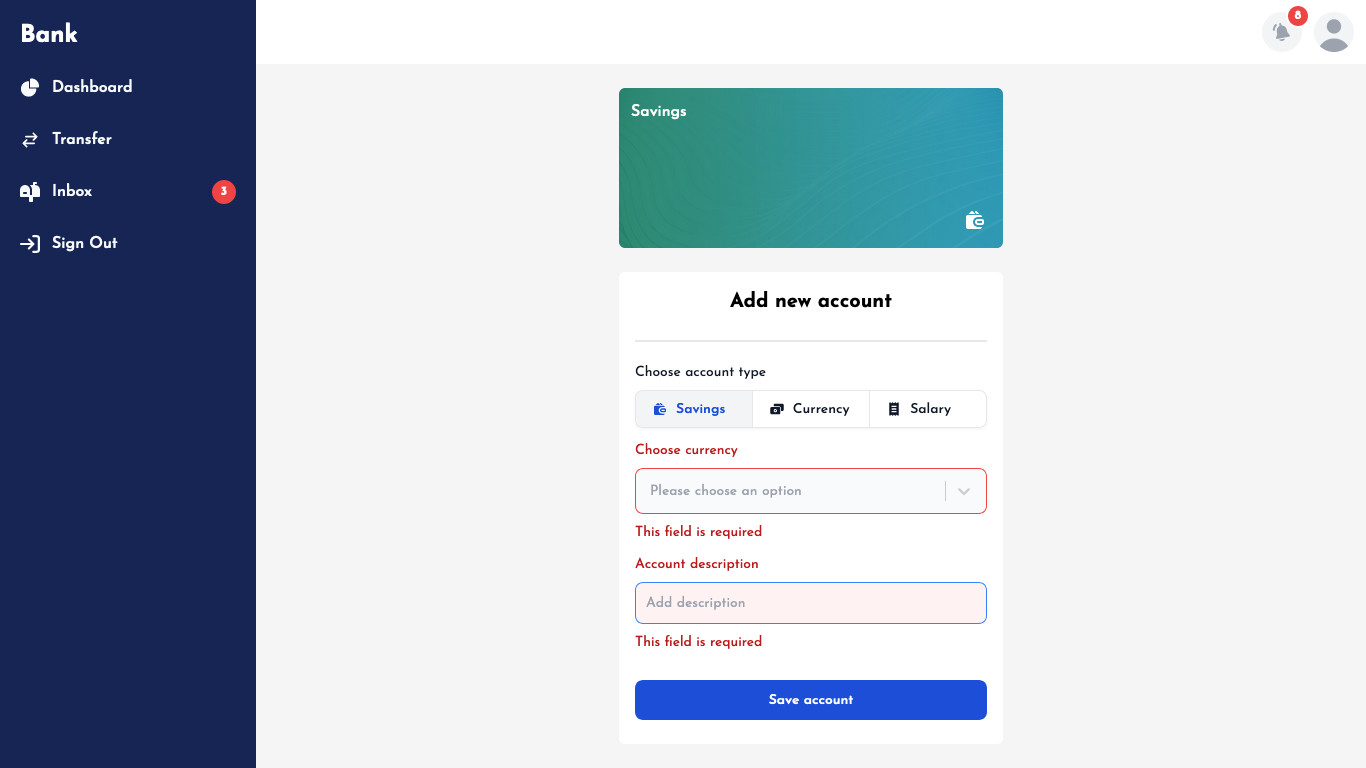 Bank
Dashboard
Transfer
Inbox 3
Sign Out
8
Savings
Add new account
Choose account type
Savings Currency Salary
Choose currency
Please choose an option
This field is required
Account description
Add description
This field is required
Save account